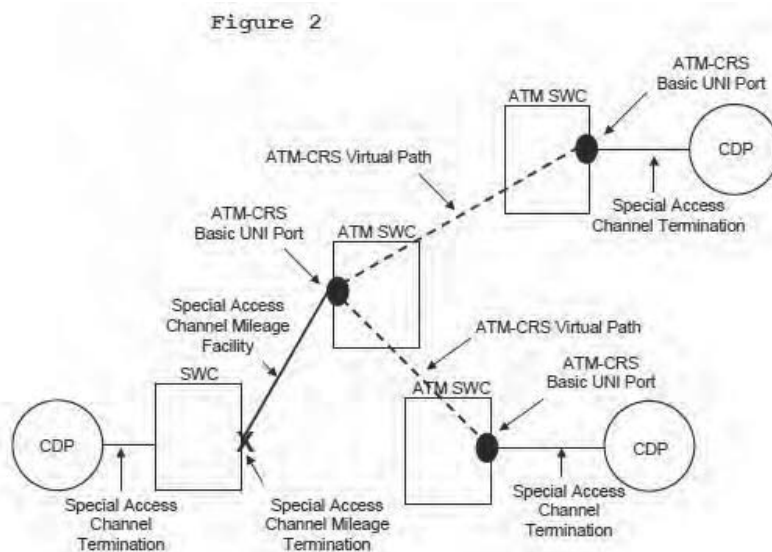 Figure 2
ATM-CRS
Basic UNI Port
ATM SWC
CDP
ATM-CRS Virtual Path
Special Access
Channel Termination
ATM-CRS
Basic UNI Port
ATM SWC
Special Access
Channel Mileage
Facility
ATM-CRS Virtual Path
ATM-CRS
Basic UNI Port
SWC
ATM SWC
CDP
X
CDP
Special Access
Channel
Termination
Special Access
Channel Mileage
Termination
Special Access
Channel
Termination